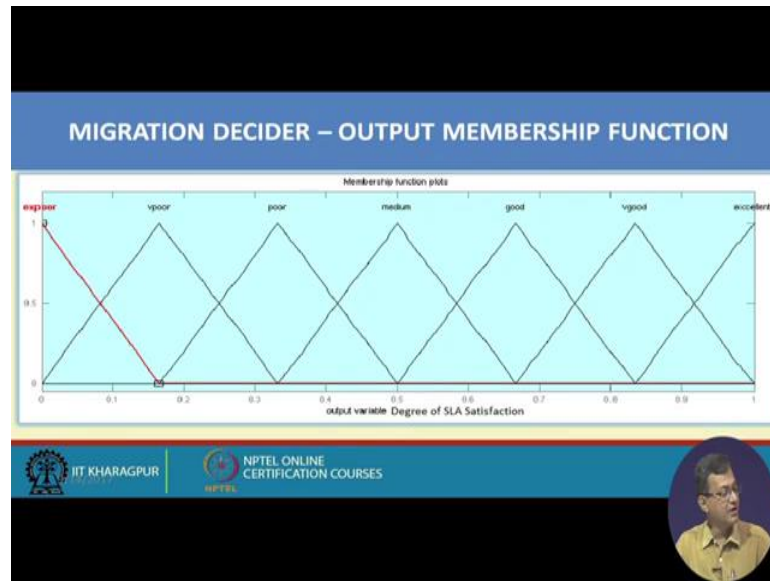 MIGRATION DECIDER – OUTPUT MEMBERSHIP FUNCTION
Membership function plots
expoor vpoor poor medium good vgood excellent
1
0.5
0
0 0.1 0.2 0.3 0.4 0.5 0.6 0.7 0.8 0.9 1
output variable Degree of SLA Satisfaction
IIT KHARAGPUR
NPTEL
NPTEL ONLINE
CERTIFICATION COURSES